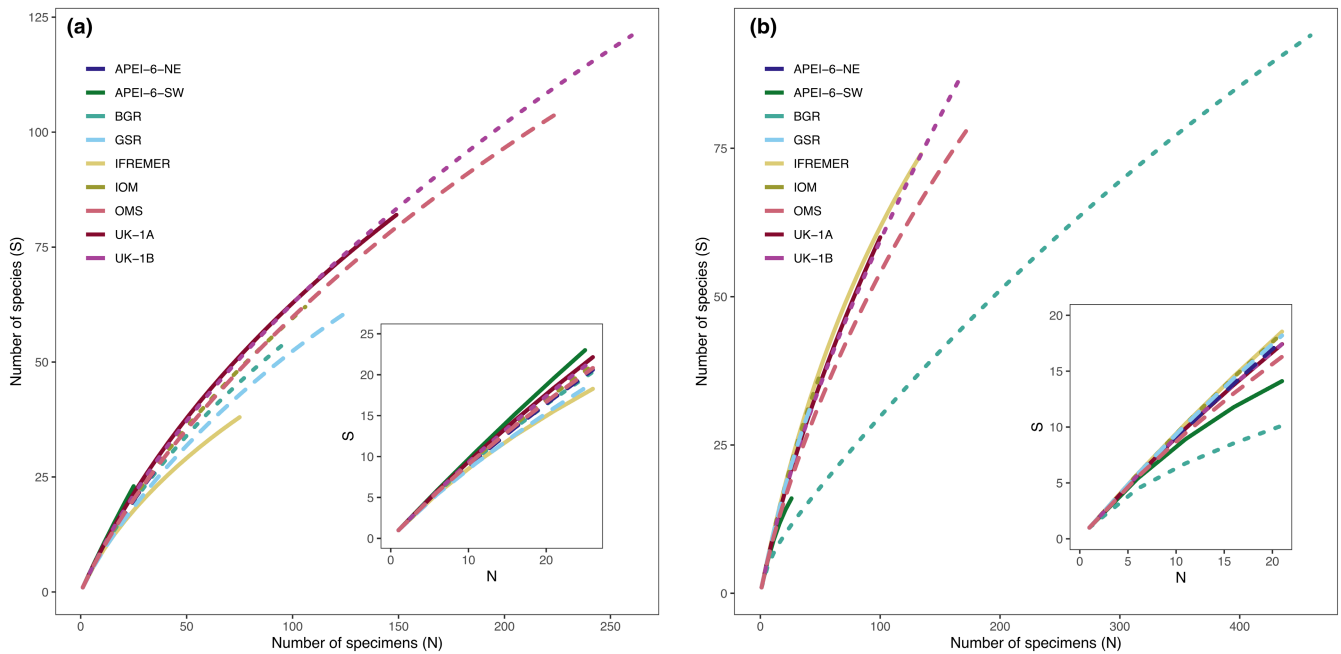 (a)
APEI−6−NE
APEI−6−SW
BGR
GSR
IFREMER
IOM
OMS
UK−1A
UK−1B
Number of species (S)
125
100
75
50
25
0
0 50 100 150 200 250
Number of specimens (N)
S
25
20
15
10
5
0
0 10 20
N
(b)
APEI−6−NE
APEI−6−SW
BGR
GSR
IFREMER
IOM
OMS
UK−1A
UK−1B
Number of species (S)
75
50
25
0
0 100 200 300 400
Number of specimens (N)
S
20
15
10
5
0
0 5 10 15 20
N